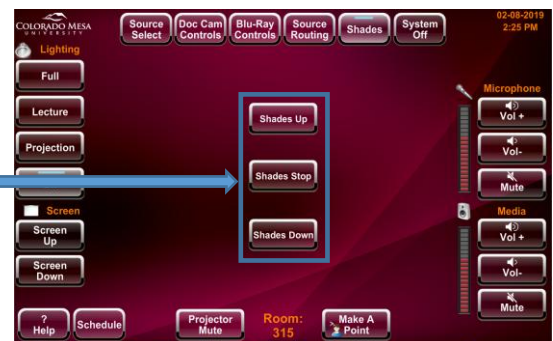 COLORADO MESA
UNIVERSITY
Source
Select
Doc Cam
Controls
Blu-Ray
Controls
Source
Routing
Shades
System
Off
02-08-2019
2:25 PM
Lighting
Full
Lecture
Projection
Screen
Screen
Up
Screen
Down
Shades Up
Shades Stop
Shades Down
Microphone
Vol +
Vol-
Mute
Media
Vol +
Vol-
Mute
?
Help
Schedule
Projector
Mute
Room:
315
Make A
Point